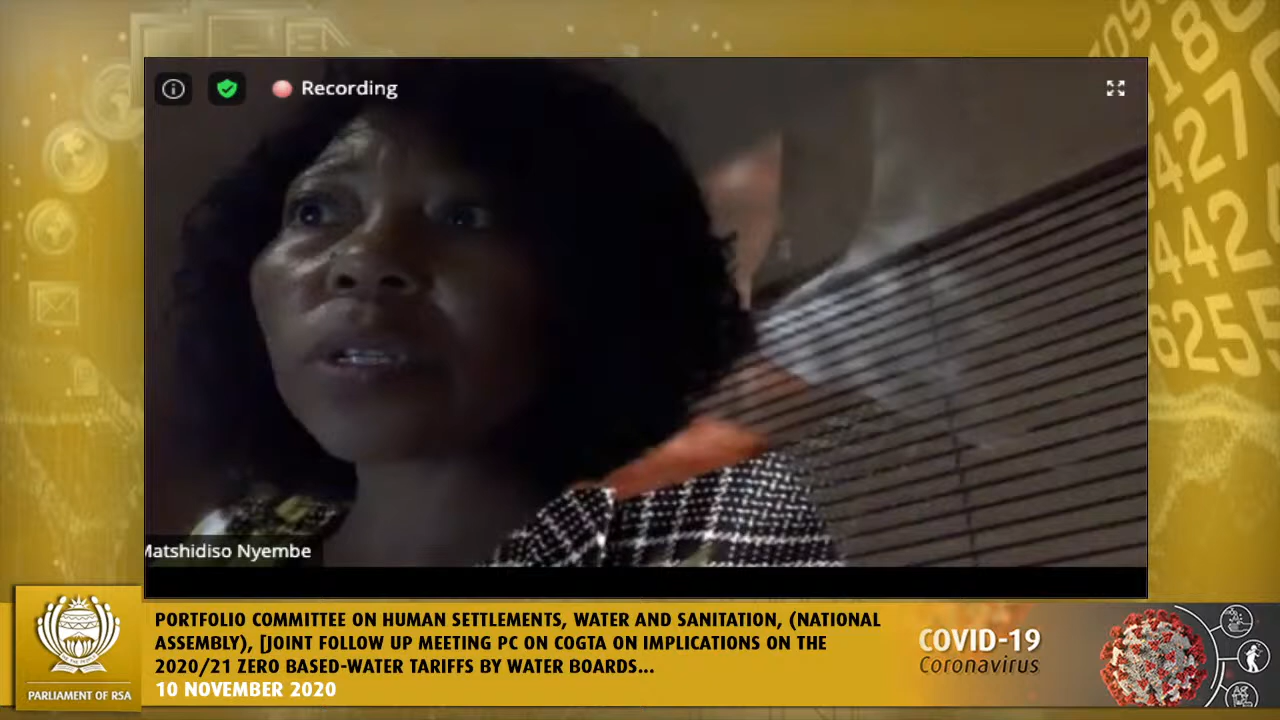 Recording
Matshidiso Nyembe
PORTFOLIO COMMITTEE ON HUMAN SETTLEMENTS, WATER AND SANITATION, (NATIONAL
ASSEMBLY), [JOINT FOLLOW UP MEETING PC ON COGTA ON IMPLICATIONS ON THE
2020/21 ZERO BASED-WATER TARIFFS BY WATER BOARDS...
10 NOVEMBER 2020
PARLIAMENT OF RSA
COVID-19
Coronavirus